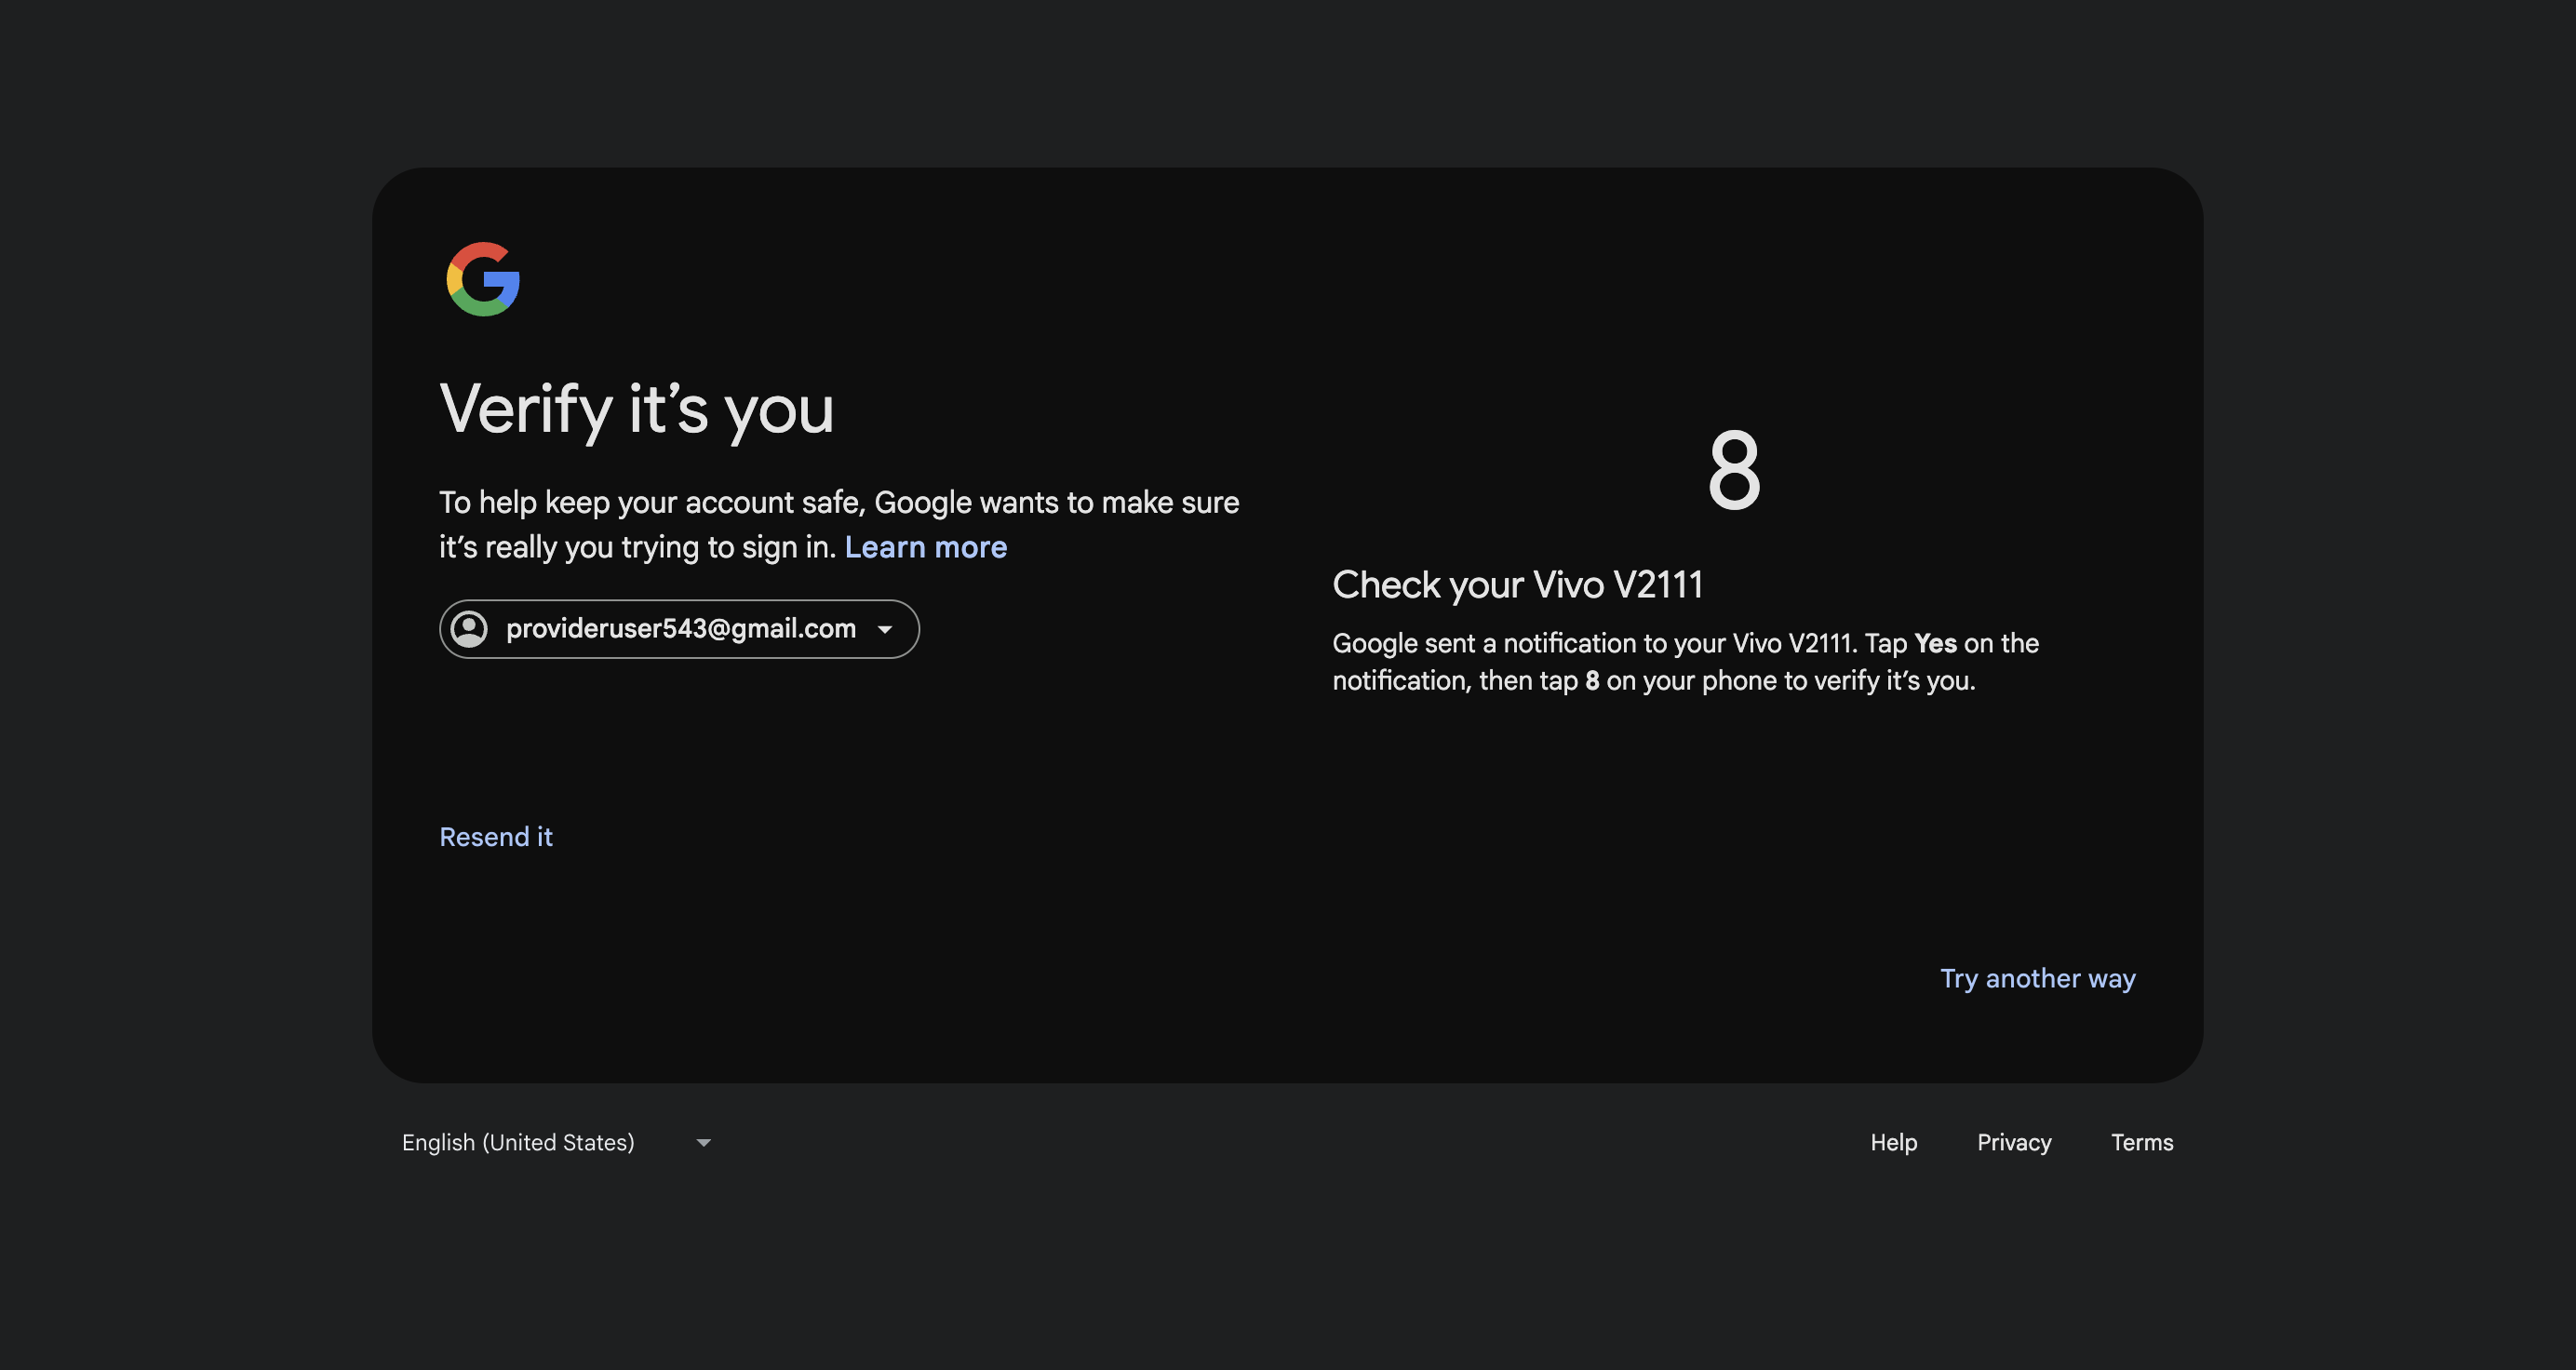 Verify it’s you
To help keep your account safe, Google wants to make sure
it’s really you trying to sign in. Learn more
provideruser543@gmail.com
Resend it
8
Check your Vivo V2111
Google sent a notification to your Vivo V2111. Tap Yes on the
notification, then tap 8 on your phone to verify it’s you.
Try another way
English (United States)
Help
Privacy
Terms